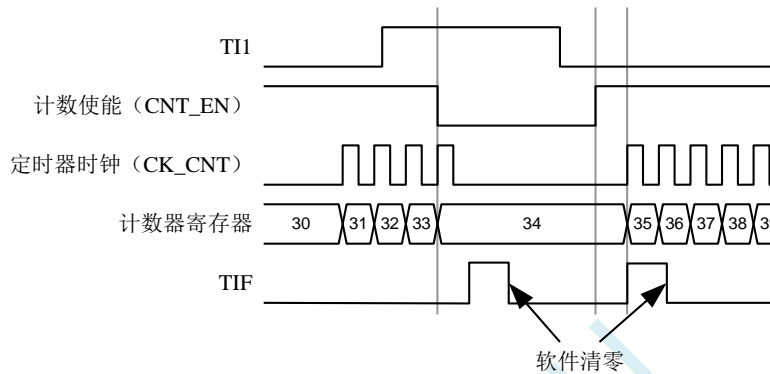 TI1
计数使能（CNT_EN）
定时器时钟（CK_CNT）
计数器寄存器 30 31 32 33 34 35 36 37 38
TIF
软件清零